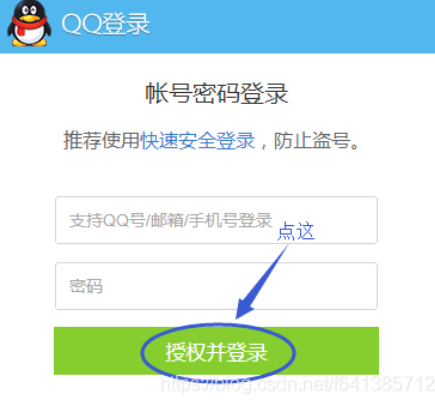 QQ登录
帐号密码登录
推荐使用快速安全登录，防止盗号。
支持QQ号/邮箱/手机号登录
点这
密码
授权并登录
https://blog.csdn.net/f641385712